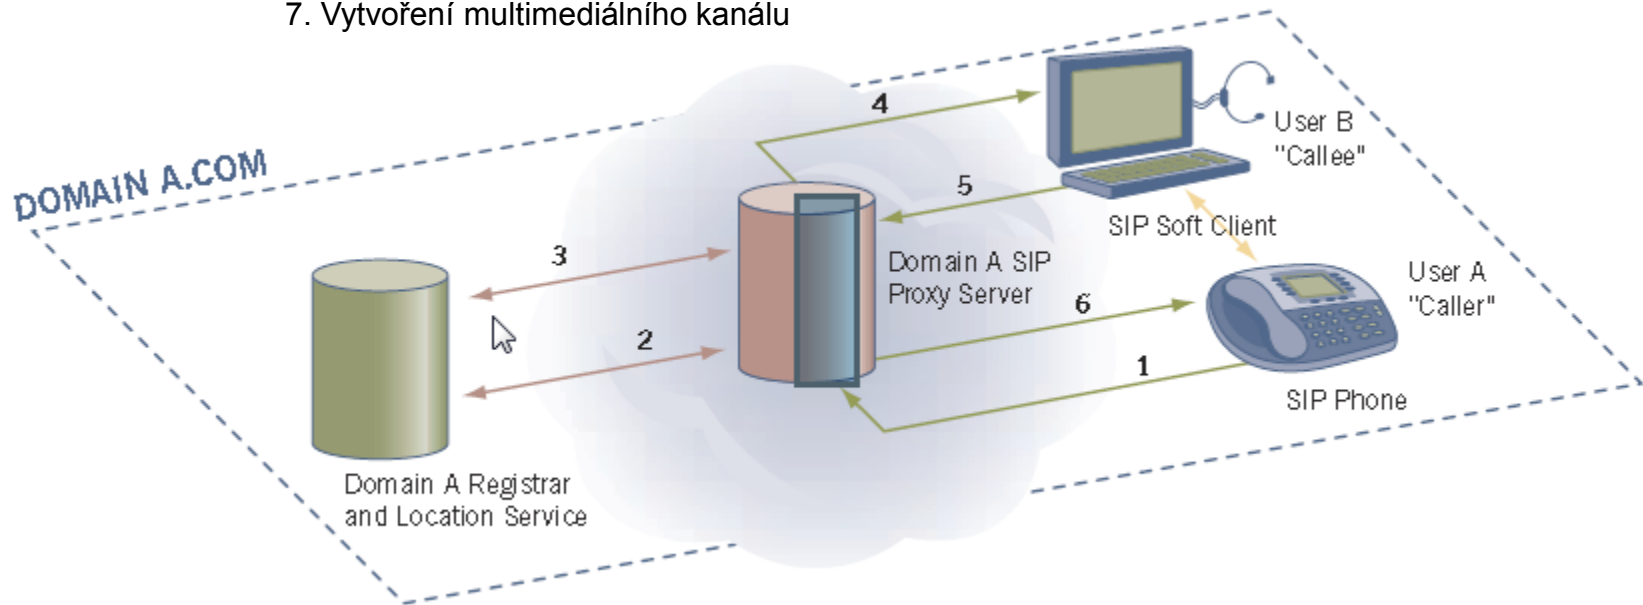 7. Vytvoření multimediálního kanálu
DOMAIN A.COM
4
User B
"Callee"
5
SIP Soft Client
3
Domain A SIP
Proxy Server
User A
"Caller"
6
2
1
SIP Phone
Domain A Registrar
and Location Service